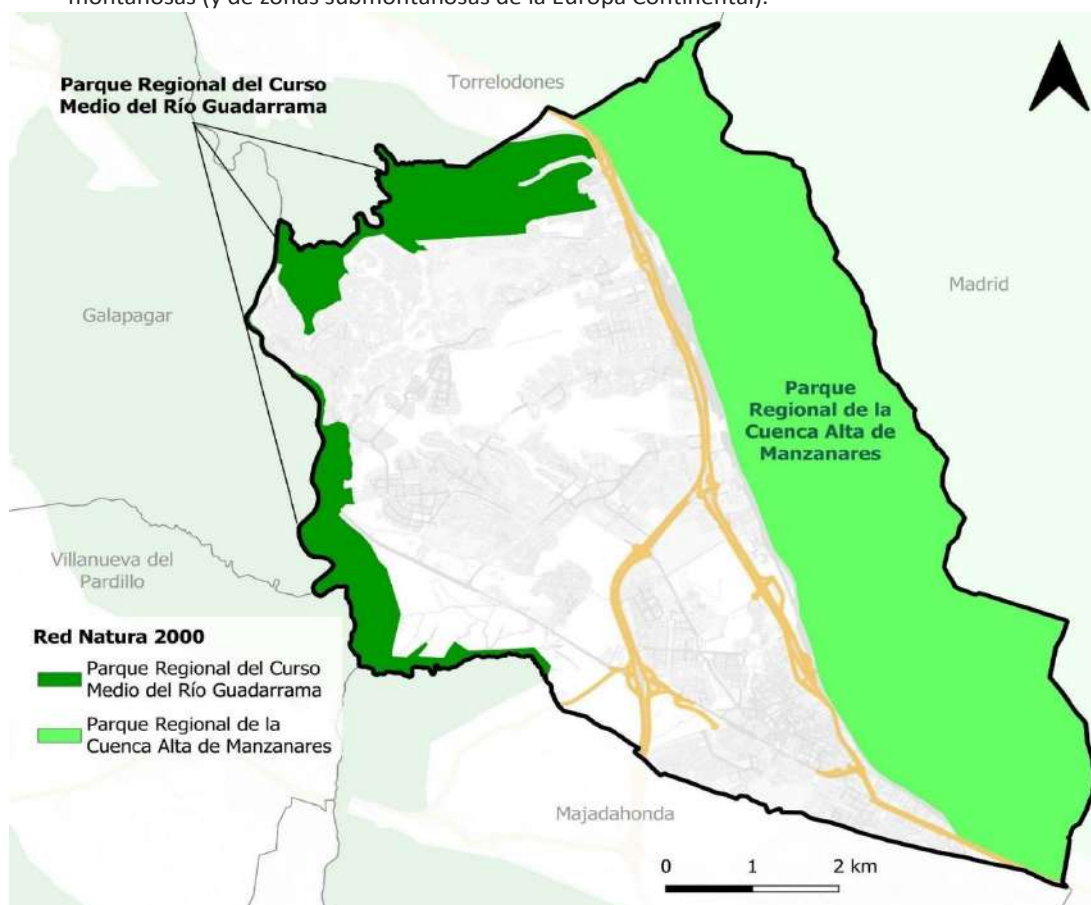 montañosas (y de zonas submontañosas de la Europa Continental).
Parque Regional del Curso
Medio del Río Guadarrama
Torrelodones
Madrid
Galapagar
Parque
Regional de la
Cuenca Alta de
Manzanares
Villanueva del
Pardillo
Red Natura 2000
Parque Regional del Curso
Medio del Río Guadarrama
Parque Regional de la
Cuenca Alta de Manzanares
Majadahonda
0 1 2 km